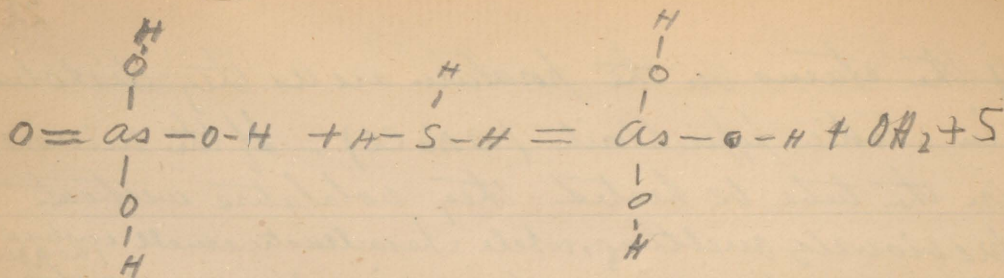 H H
O H O
O = as - O - H + H - S - H = as - O - H + OH2 + S
O O
H H